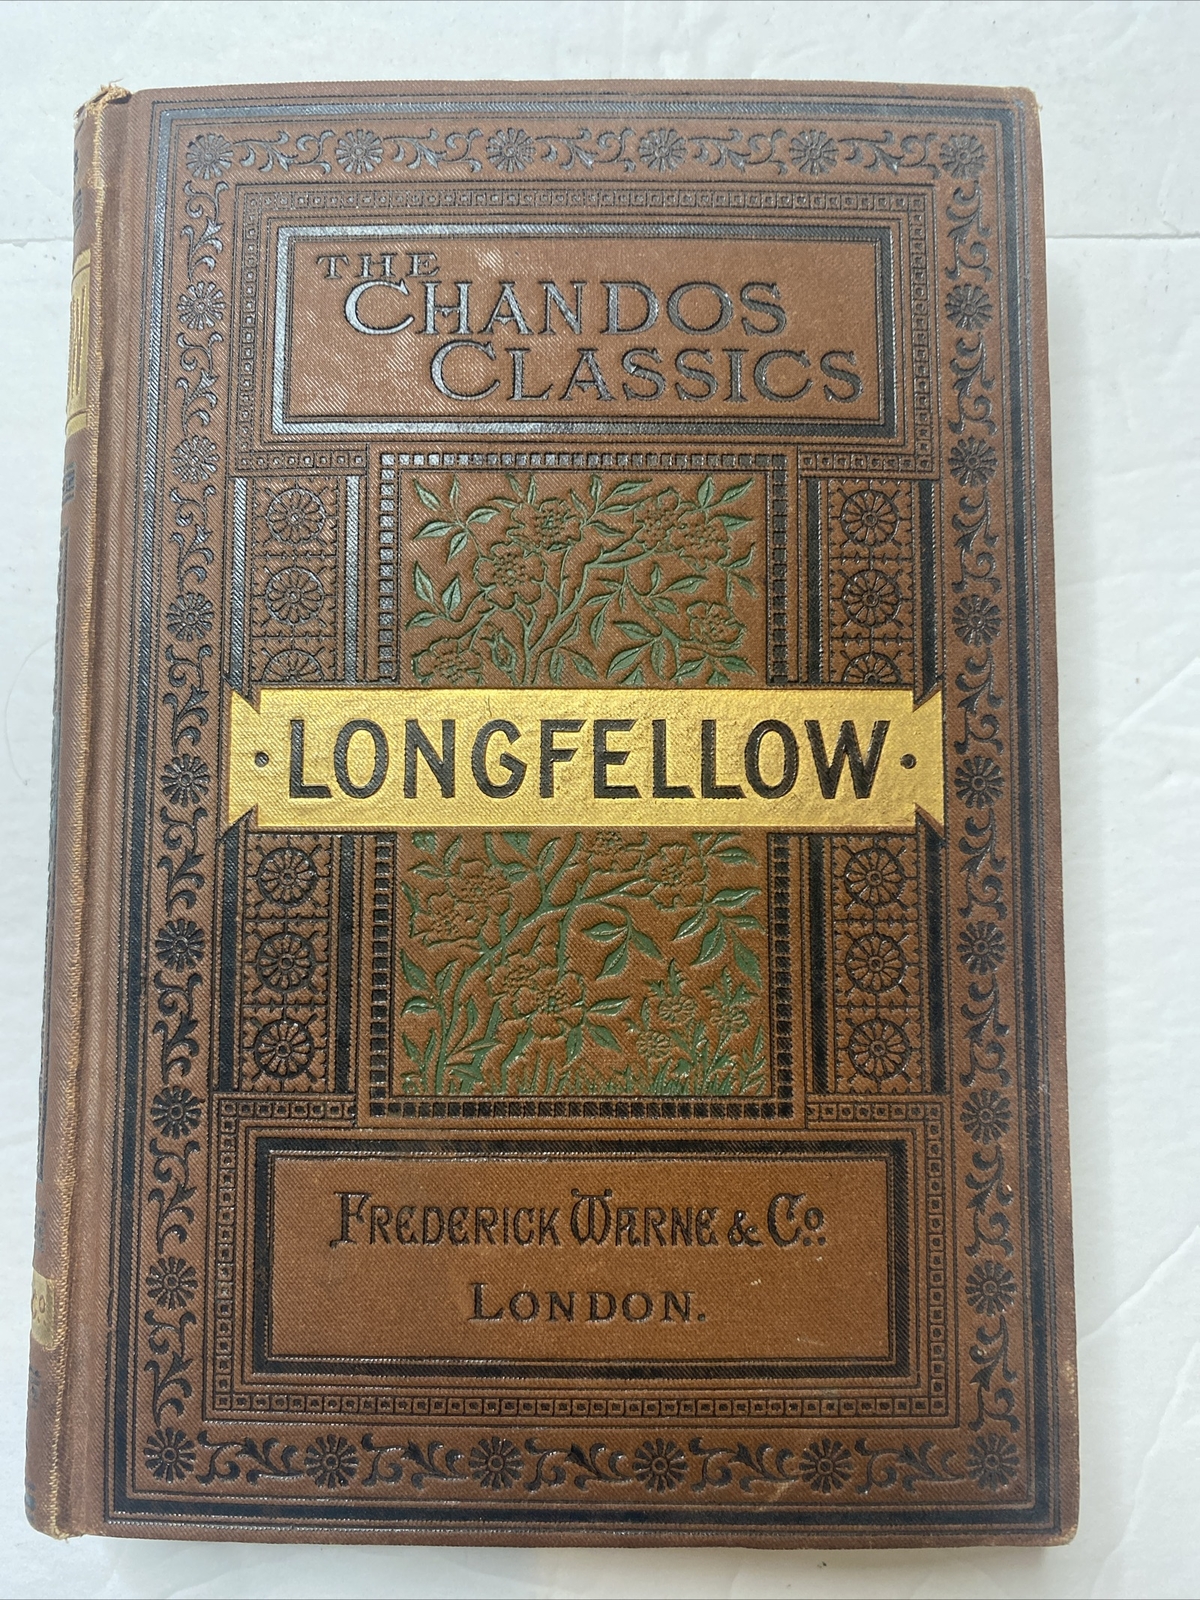 THE
CHANDOS
CLASSICS
· LONGFELLOW ·
FREDERICK WARNE & Co.
LONDON.